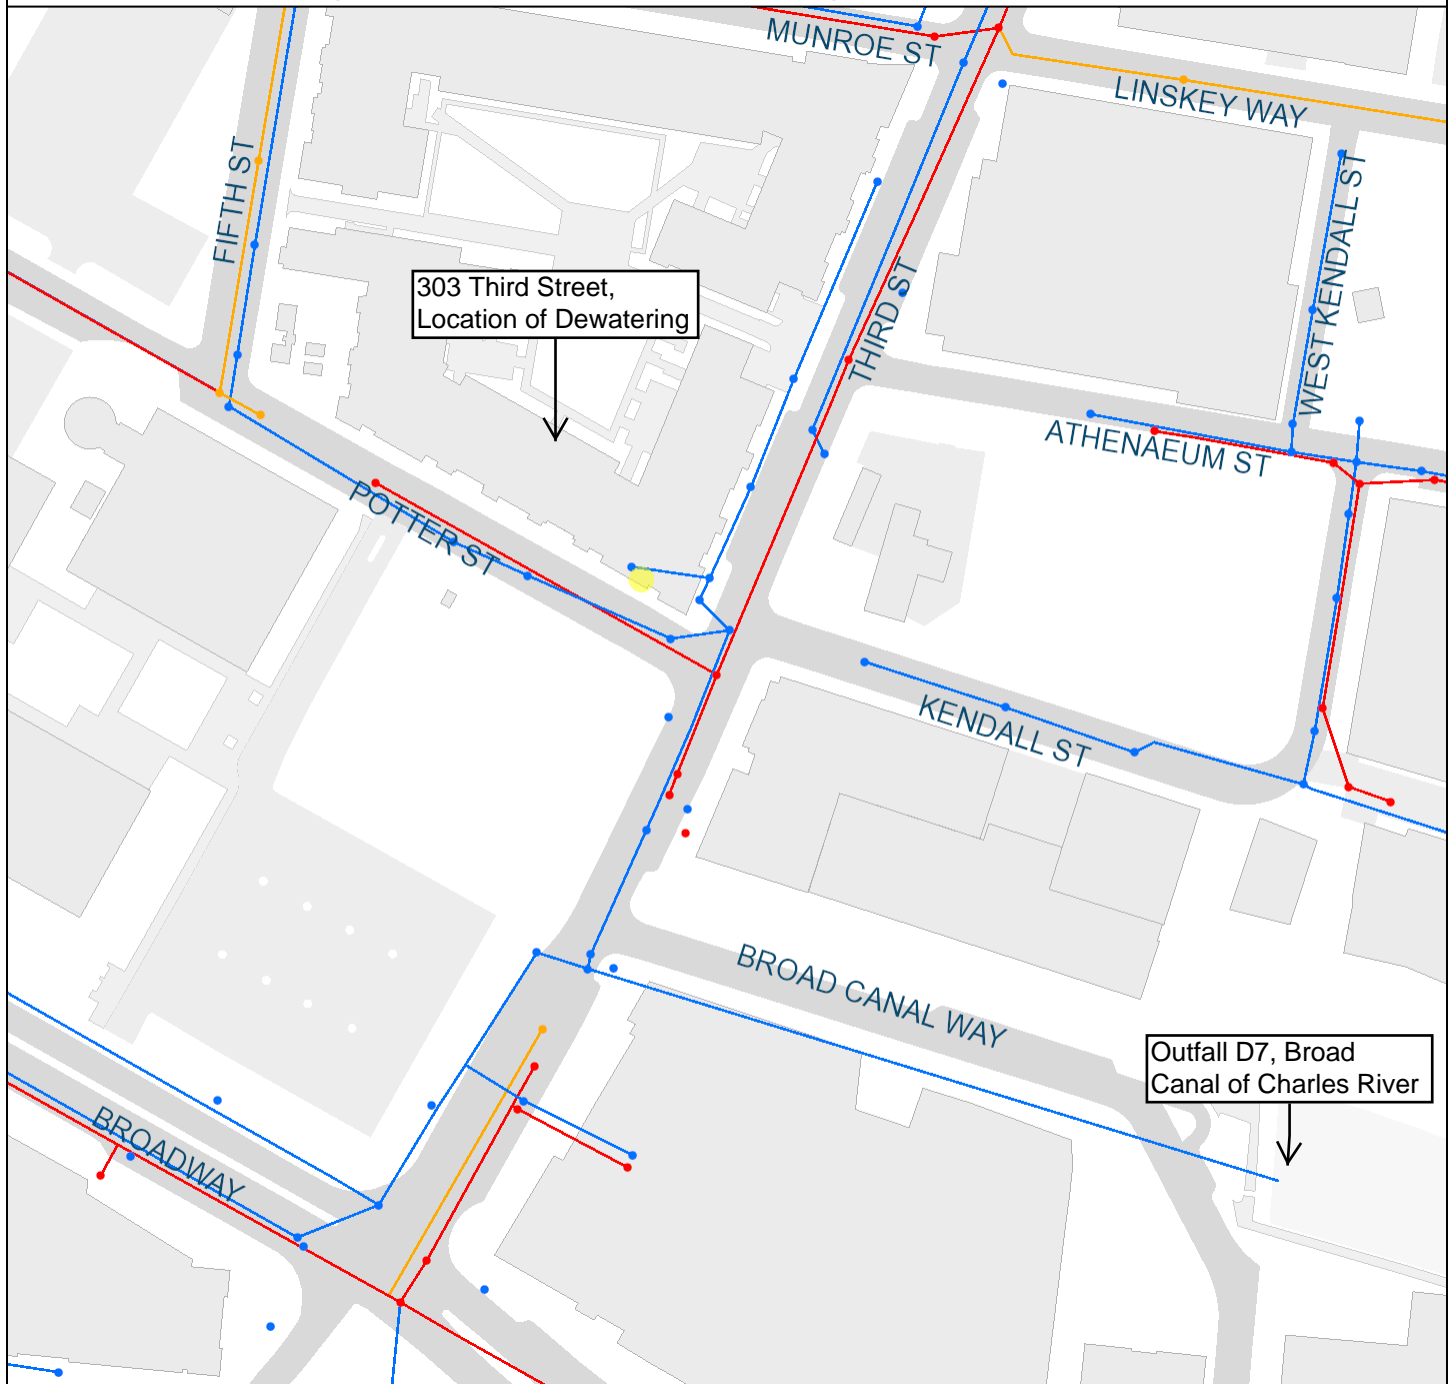 MUNROE ST
LINSKEY WAY
FIFTH ST
WEST KENDALL ST
303 Third Street,
Location of Dewatering
THIRD ST
ATHENAEUM ST
POTTER ST
KENDALL ST
BROAD CANAL WAY
Outfall D7, Broad
Canal of Charles River
BROADWAY